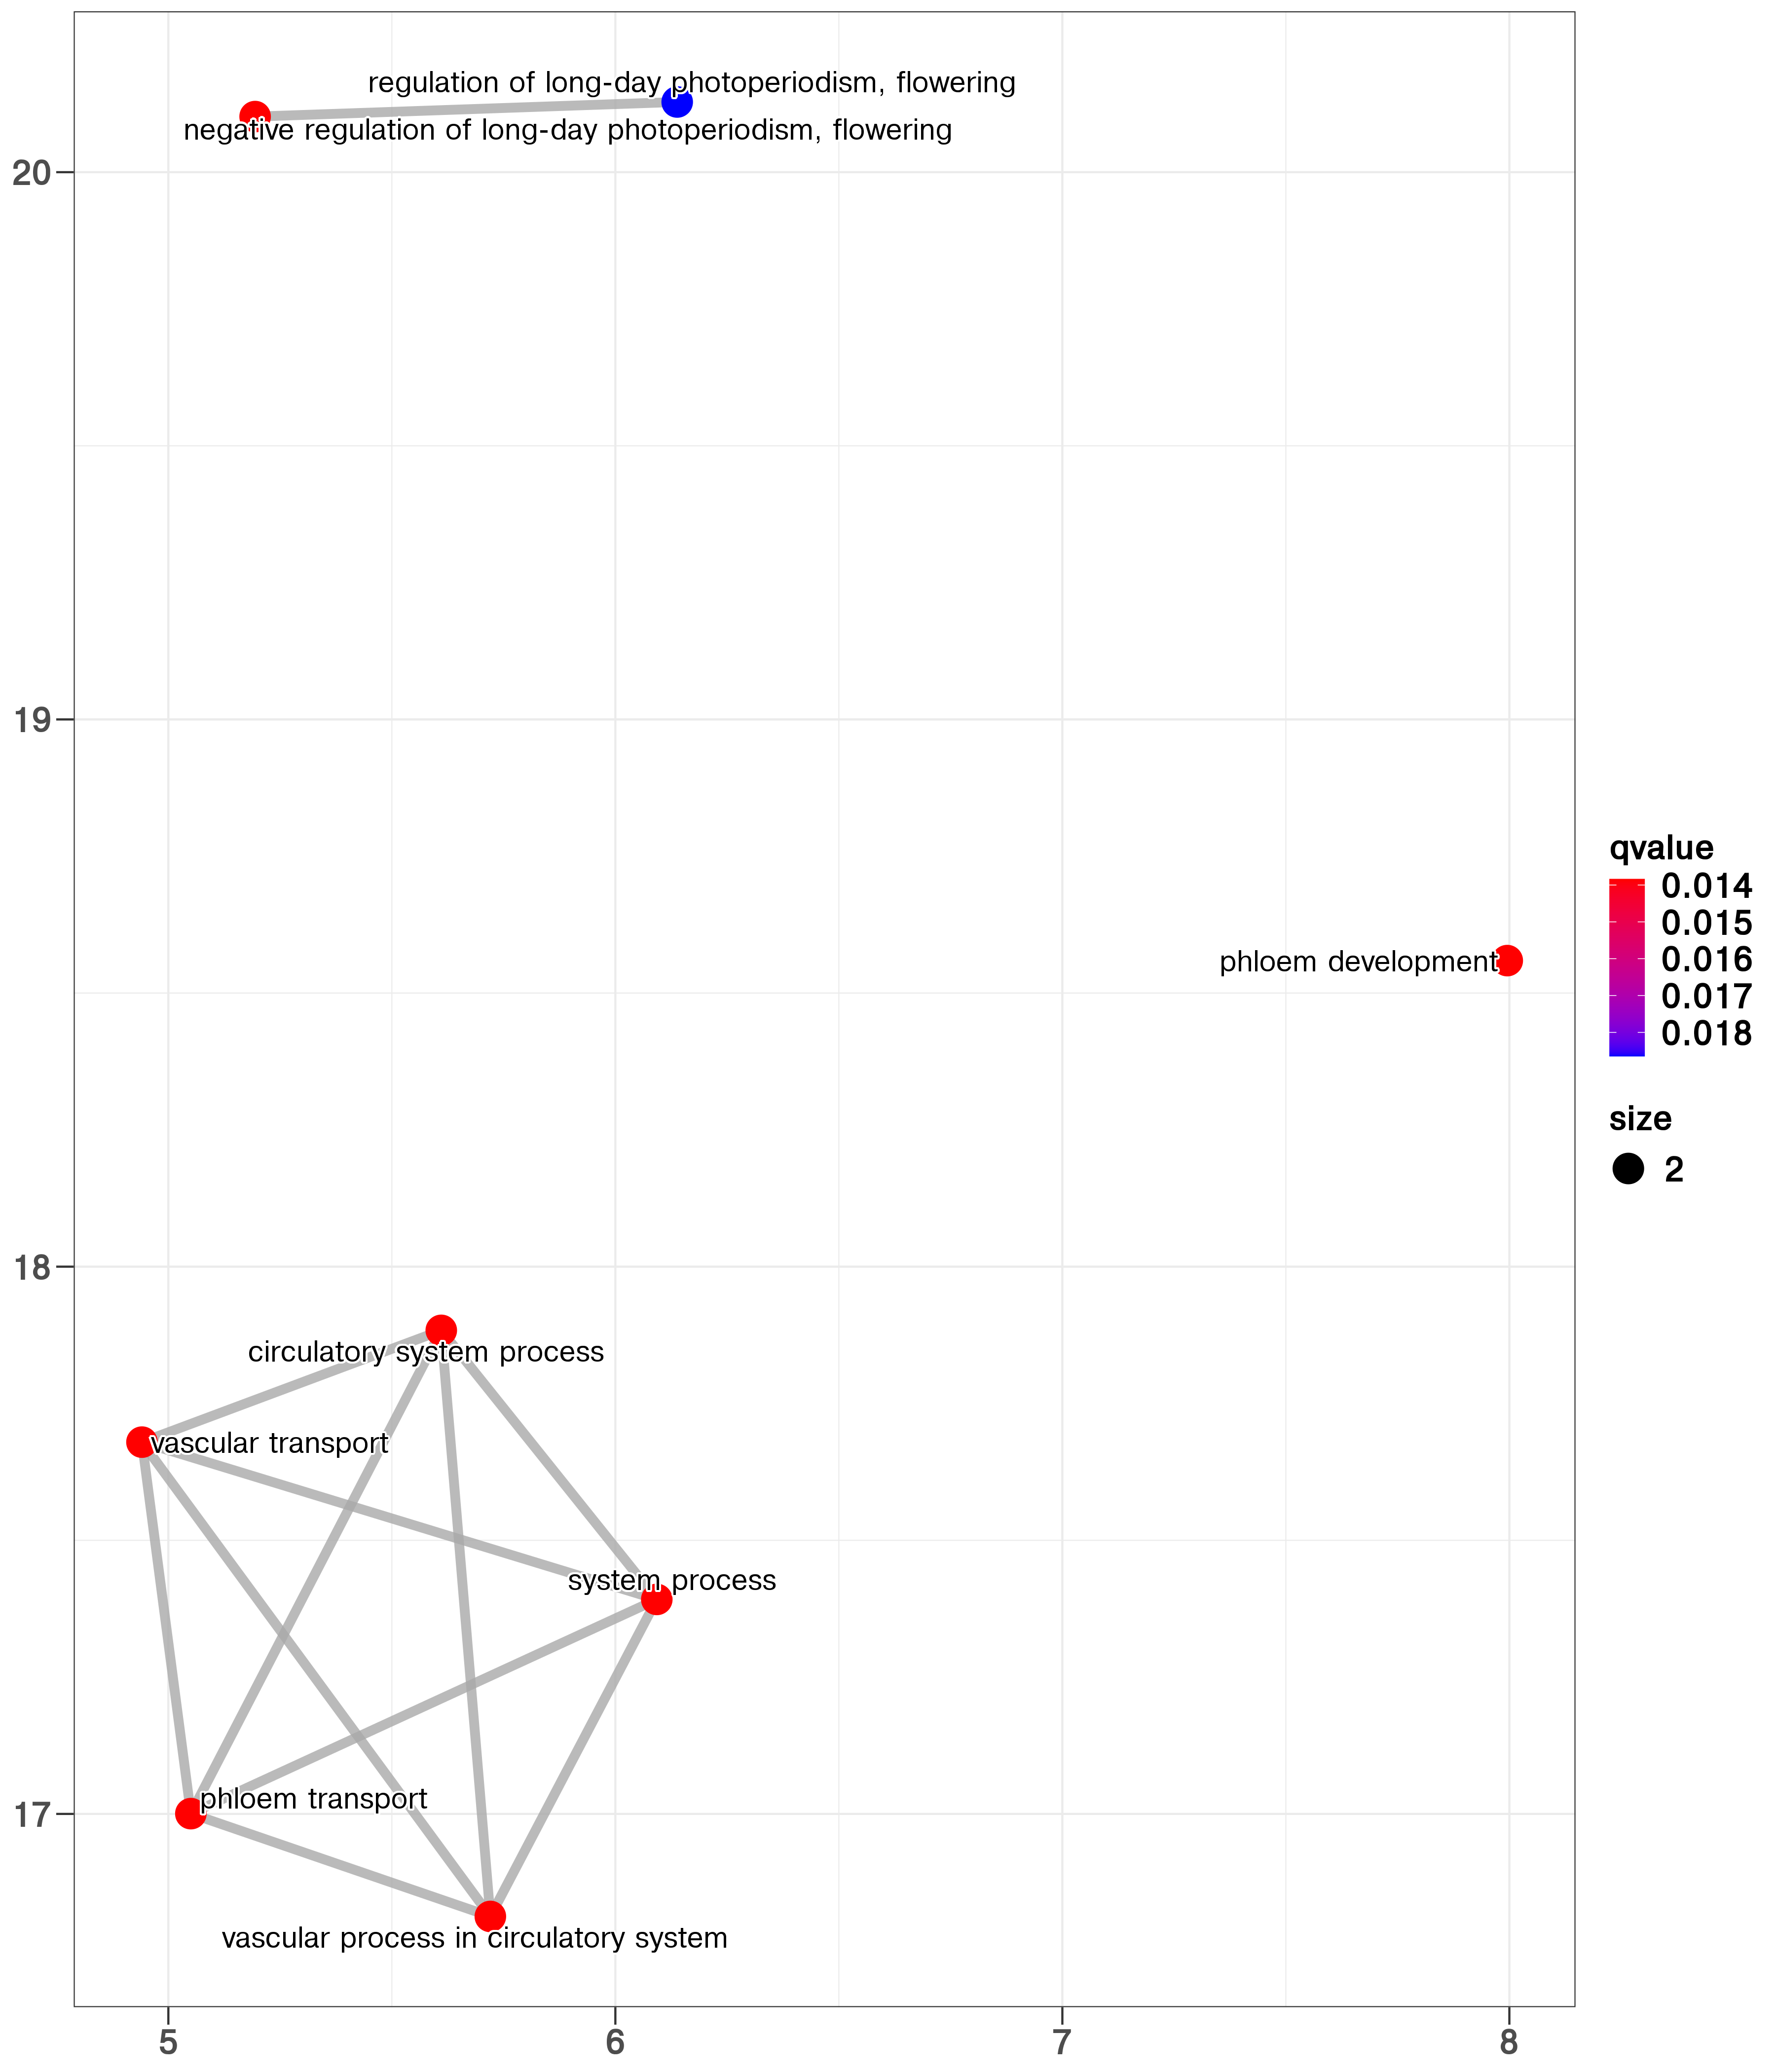 regulation of long-day photoperiodism, flowering
negative regulation of long-day photoperiodism, flowering
20
19
phloem development
18
circulatory system process
vascular transport
system process
phloem transport
17
vascular process in circulatory system
5
6
7
8
qvalue
0.014
0.015
0.016
0.017
0.018
size
2